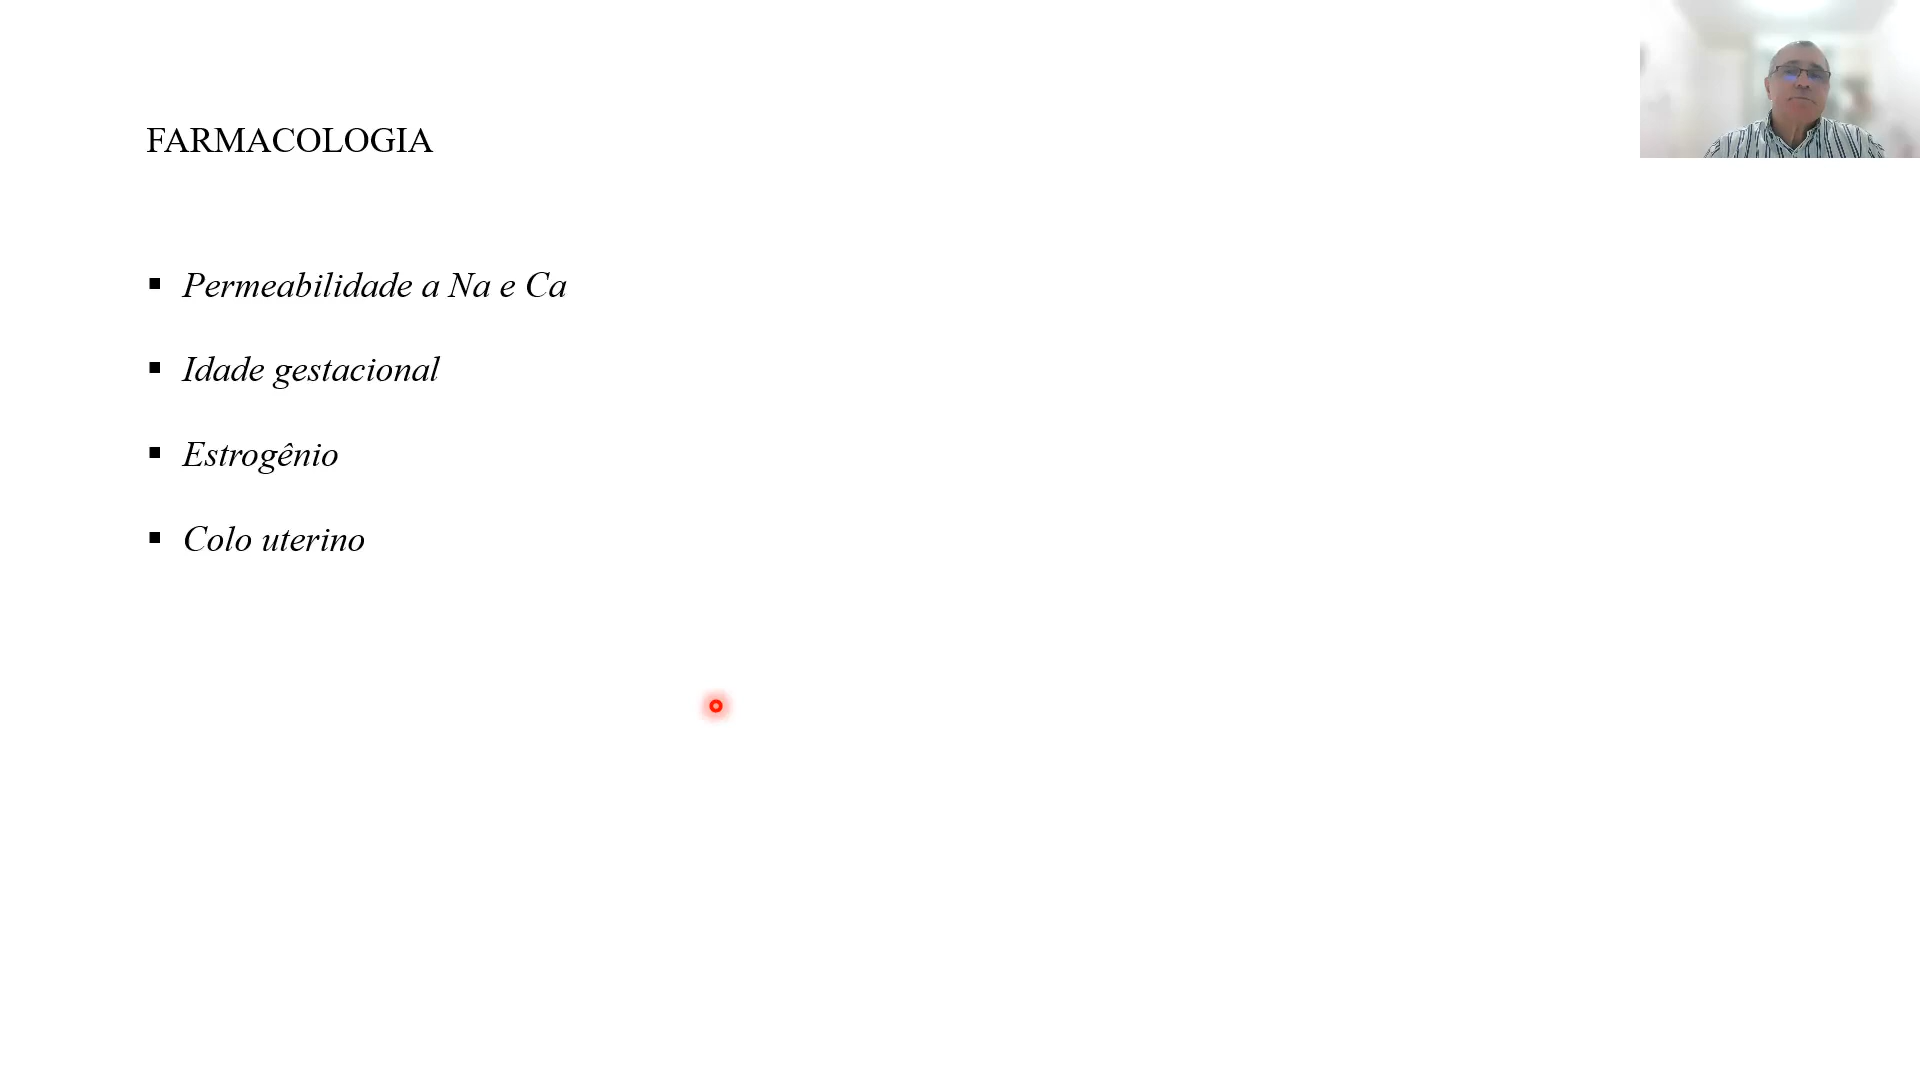 FARMACOLOGIA
▪ Permeabilidade a Na e Ca
▪ Idade gestacional
▪ Estrogênio
▪ Colo uterino